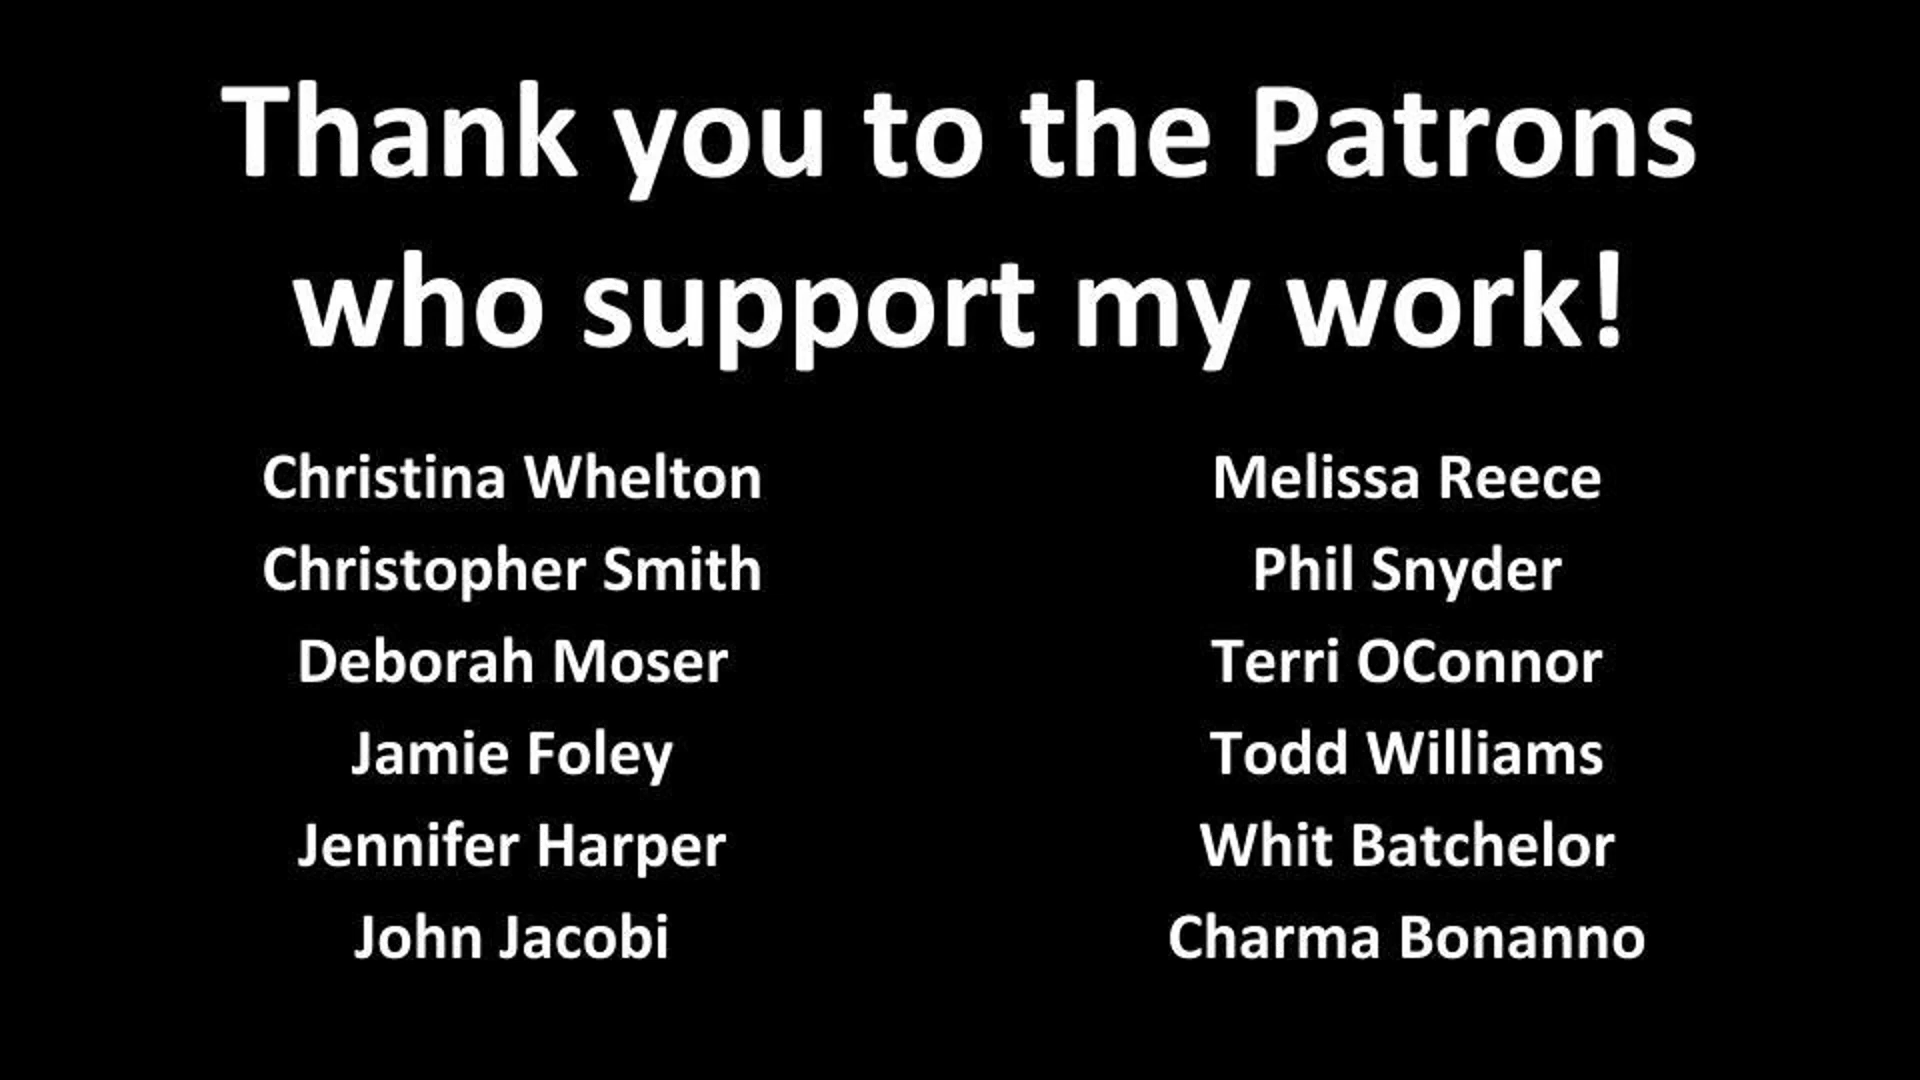 Thank you to the Patrons
who support my work!
Christina Whelton
Christopher Smith
Deborah Moser
Jamie Foley
Jennifer Harper
John Jacobi
Melissa Reece
Phil Snyder
Terri OConnor
Todd Williams
Whit Batchelor
Charma Bonanno